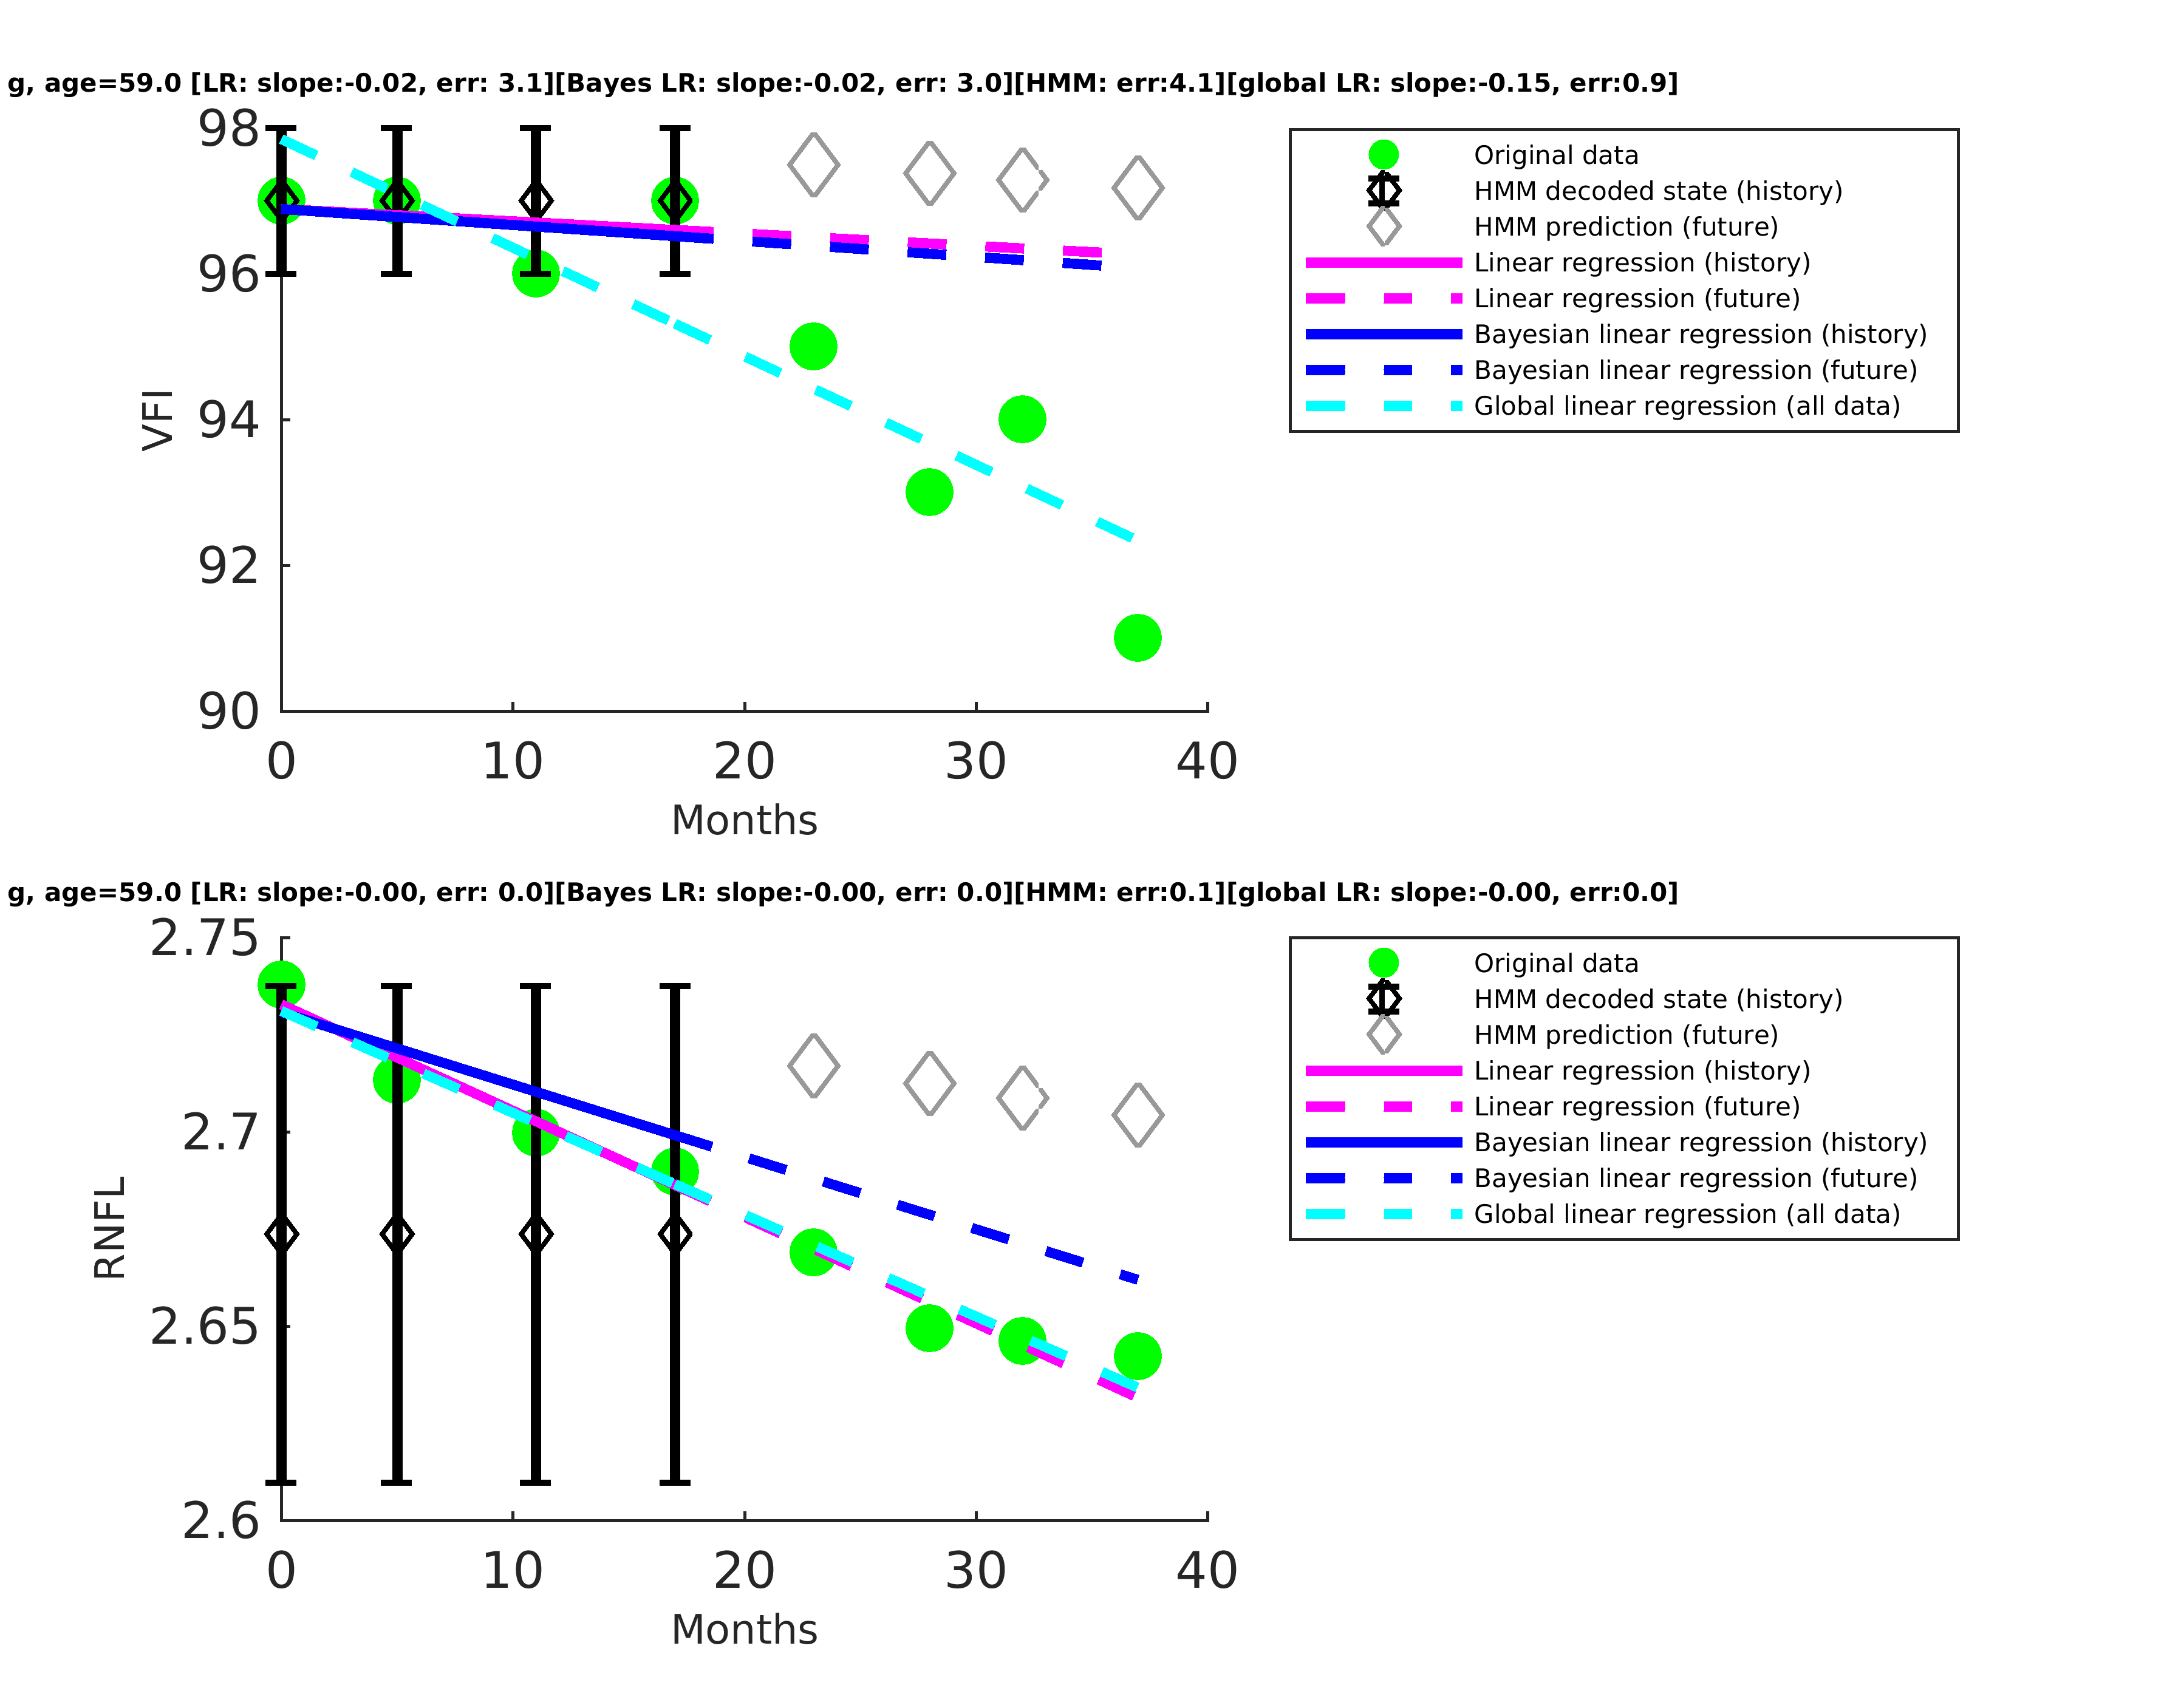 g, age=59.0 [LR: slope:-0.02, err: 3.1][Bayes LR: slope:-0.02, err: 3.0][HMM: err:4.1][global LR: slope:-0.15, err:0.9]
98
96
94
92
90
VFI
0 10 20 30 40
Months
Original data
HMM decoded state (history)
HMM prediction (future)
Linear regression (history)
Linear regression (future)
Bayesian linear regression (history)
Bayesian linear regression (future)
Global linear regression (all data)
g, age=59.0 [LR: slope:-0.00, err: 0.0][Bayes LR: slope:-0.00, err: 0.0][HMM: err:0.1][global LR: slope:-0.00, err:0.0]
2.75
2.7
2.65
2.6
RNFL
0 10 20 30 40
Months
Original data
HMM decoded state (history)
HMM prediction (future)
Linear regression (history)
Linear regression (future)
Bayesian linear regression (history)
Bayesian linear regression (future)
Global linear regression (all data)